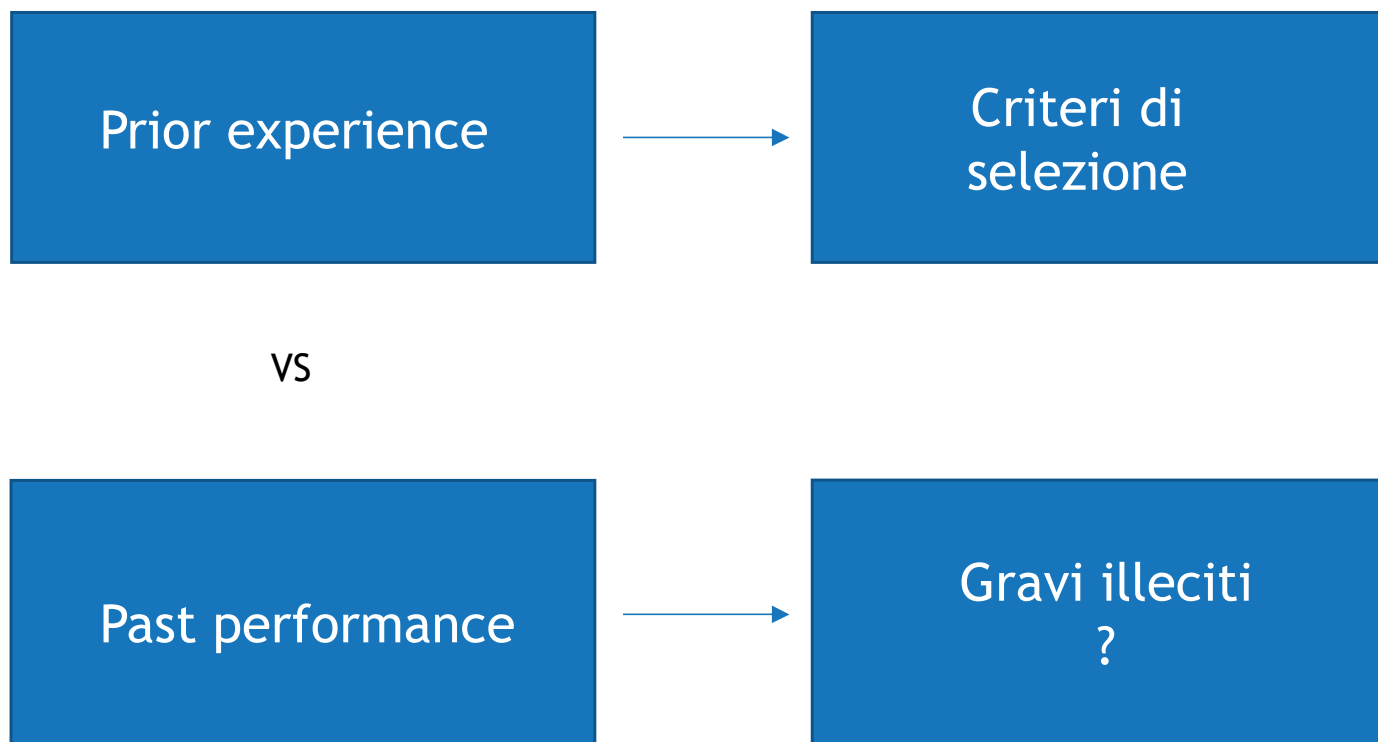 Prior experience
Criteri di
selezione
vs
Past performance
Gravi illeciti
?